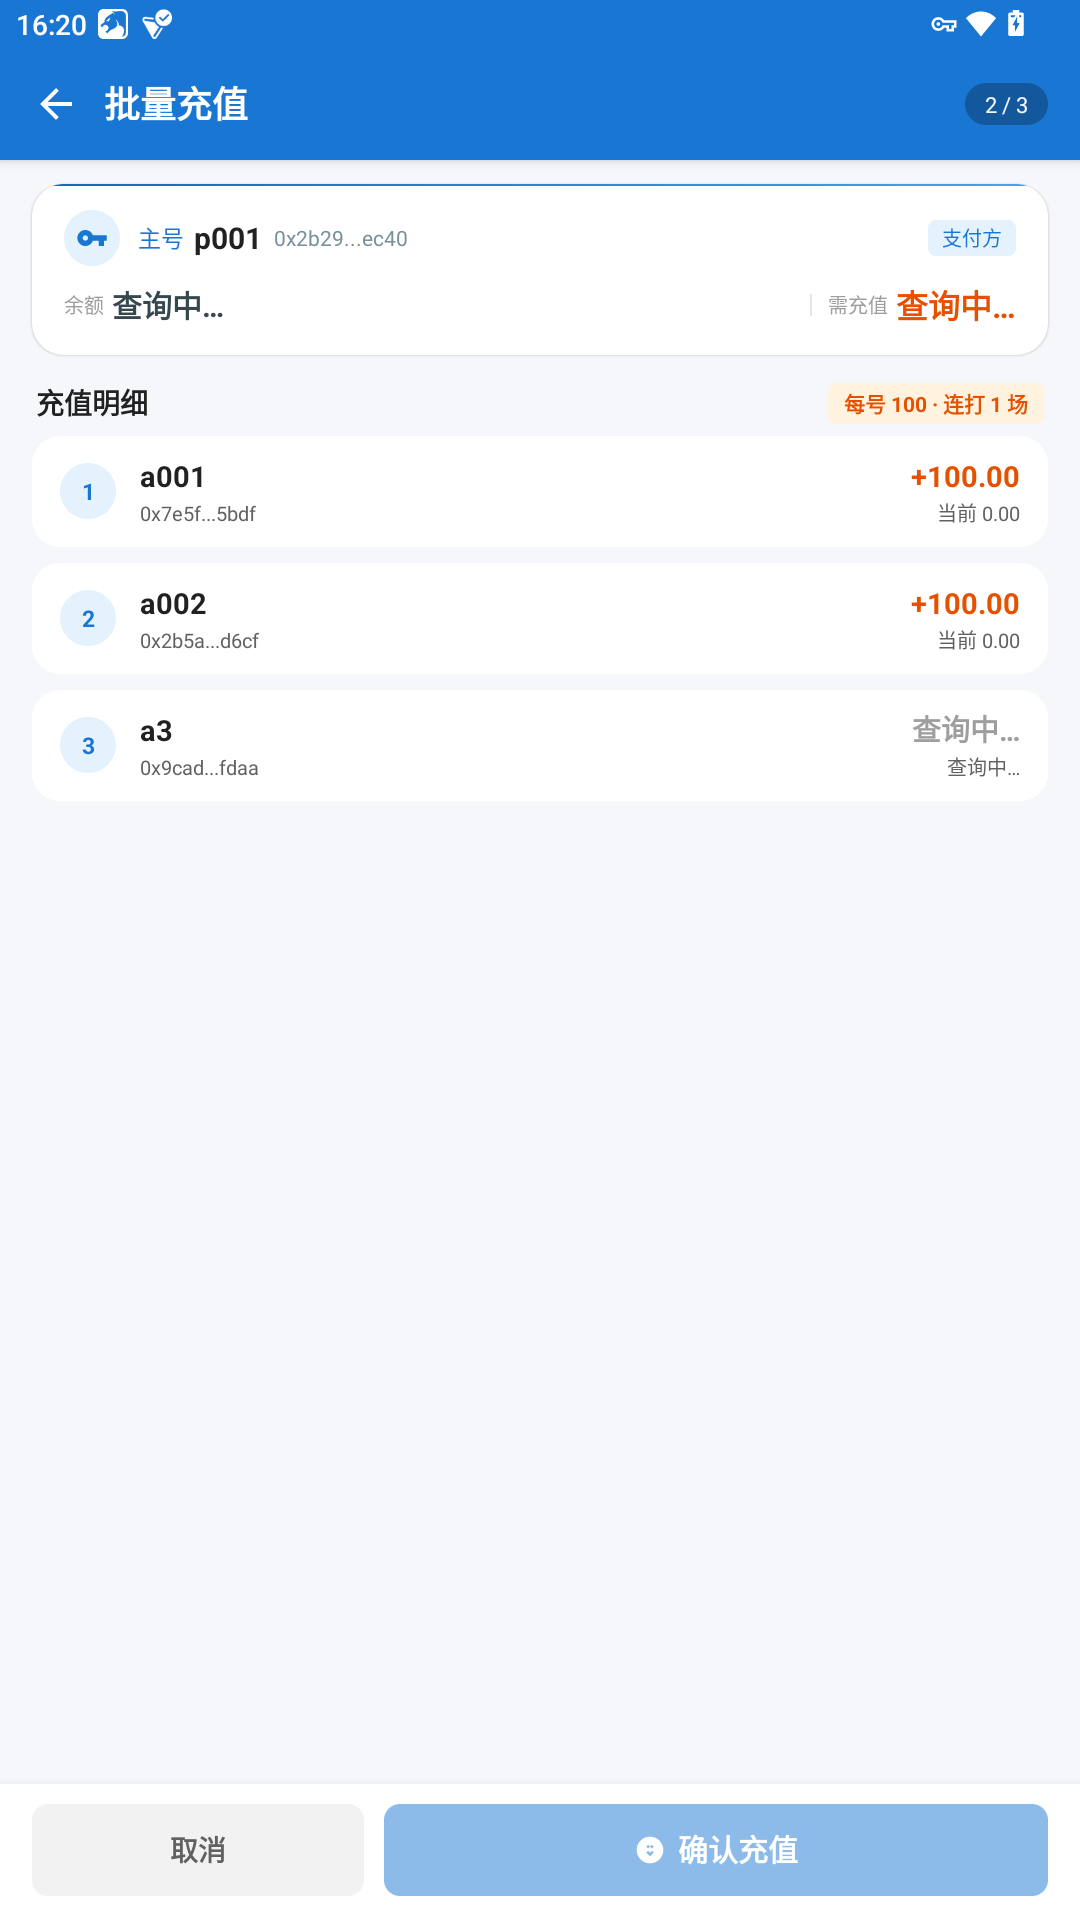 16:20
批量充值
2 / 3
主号 p001 0x2b29...ec40
支付方
余额 查询中...
需充值 查询中...
充值明细
每号 100 · 连打 1 场
1
a001
0x7e5f...5bdf
+100.00
当前 0.00
2
a002
0x2b5a...d6cf
+100.00
当前 0.00
3
a3
0x9cad...fdaa
查询中...
查询中...
取消
确认充值